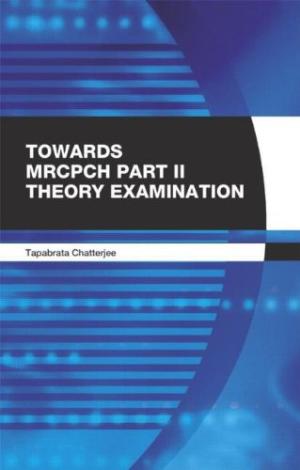 TOWARDS
MRCPCH PART II
THEORY EXAMINATION
Tapabrata Chatterjee